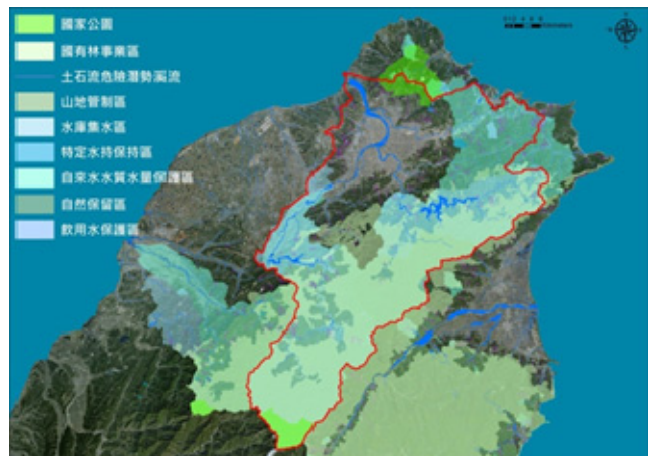 國家公園
國有林事業區
土石流危險潛勢溪流
山地管制區
水庫集水區
特定水持保持區
自來水水質水量保護區
自然保留區
飲用水保護區